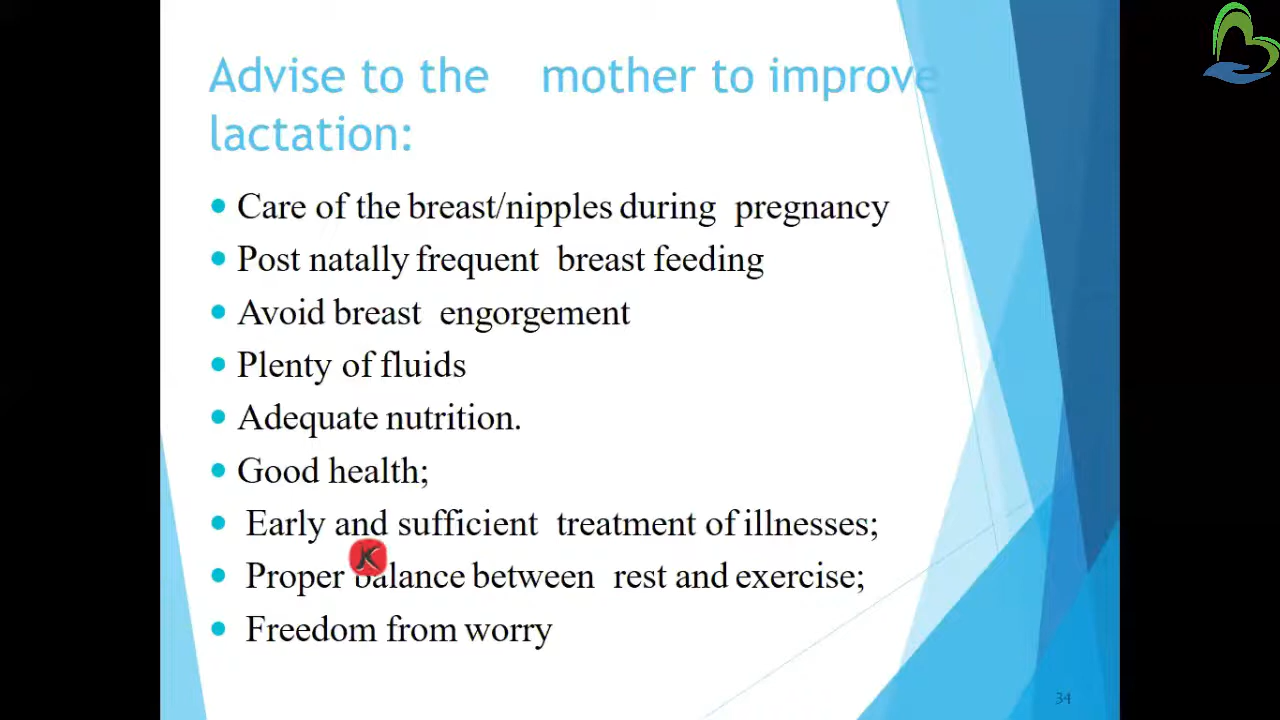 Advise to the mother to improve
lactation:
• Care of the breast/nipples during pregnancy
• Post natally frequent breast feeding
• Avoid breast engorgement
• Plenty of fluids
• Adequate nutrition.
• Good health;
• Early and sufficient treatment of illnesses;
• Proper balance between rest and exercise;
• Freedom from worry
34